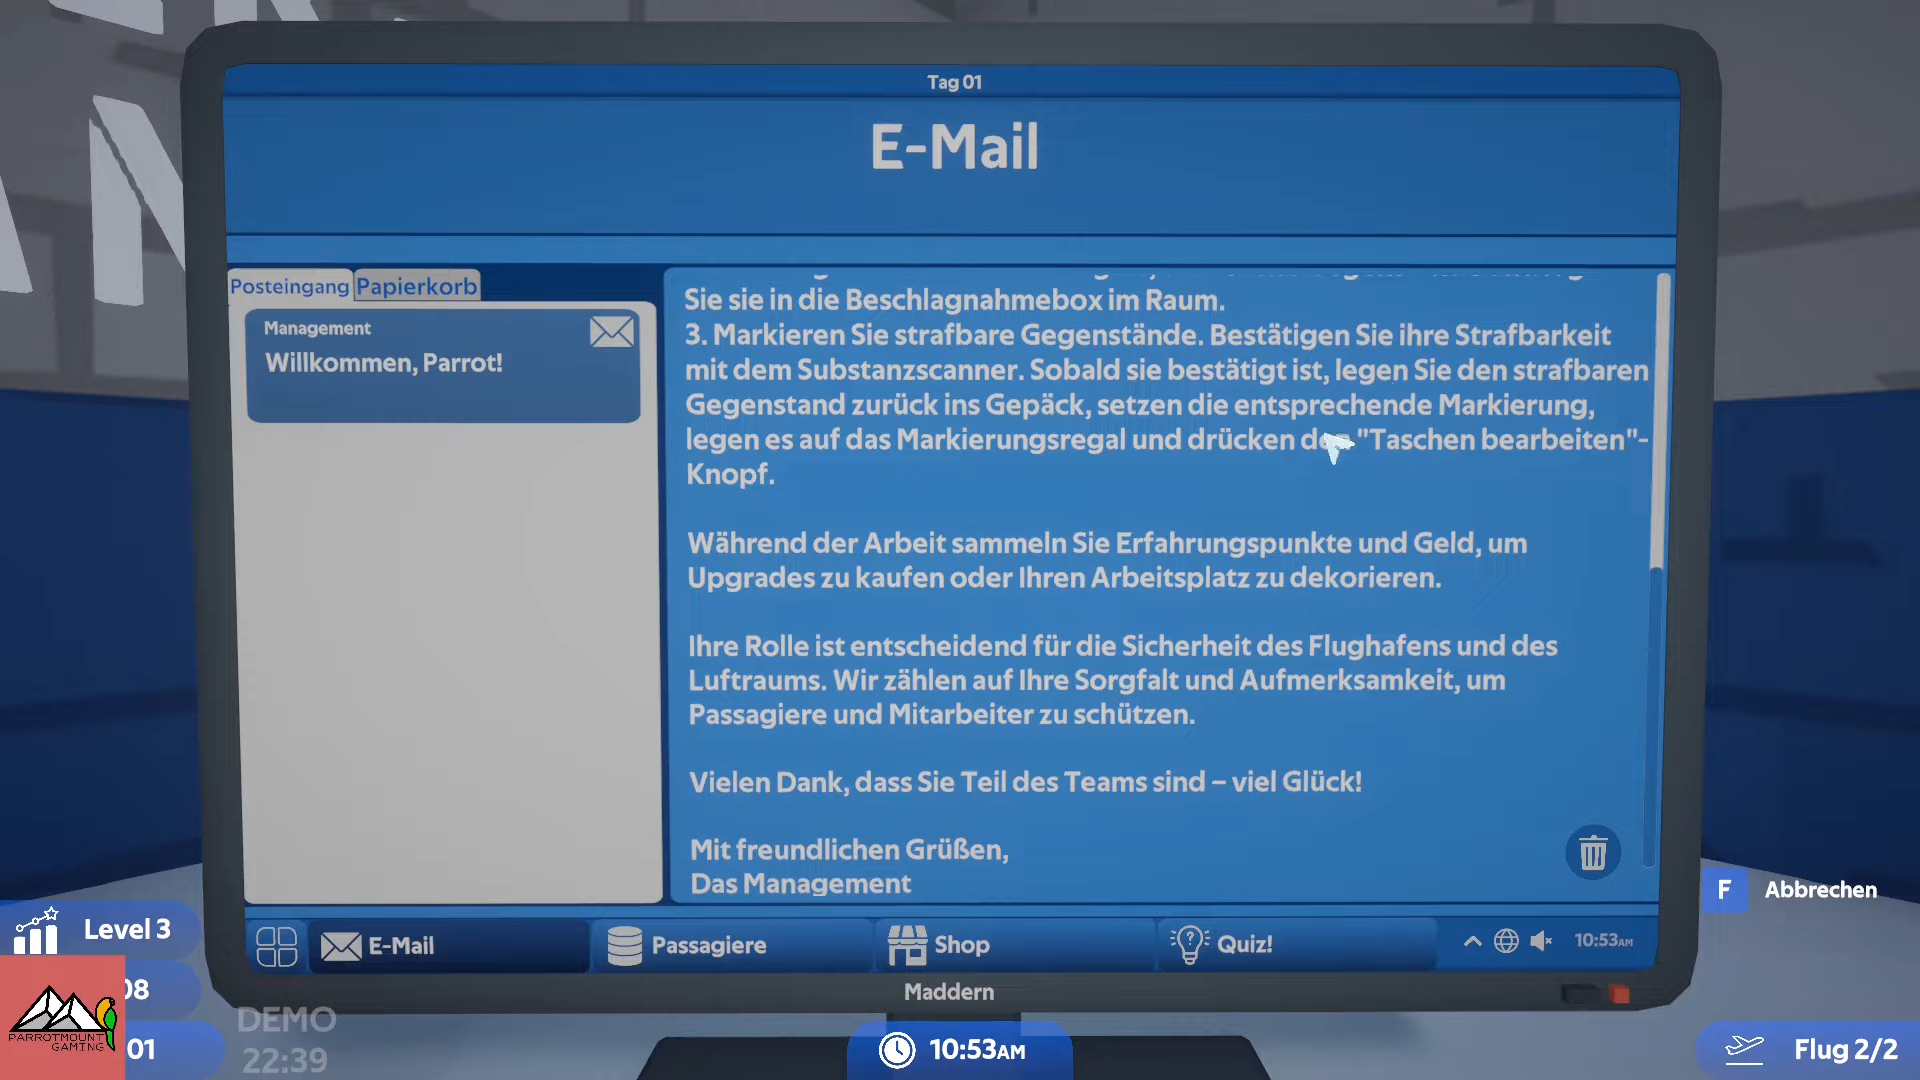 Tag 01
E-Mail
Posteingang
Papierkorb
Management
Willkommen, Parrot!
Sie sie in die Beschlagnahmebox im Raum.
3. Markieren Sie strafbare Gegenstände. Bestätigen Sie ihre Strafbarkeit
mit dem Substanzscanner. Sobald sie bestätigt ist, legen Sie den strafbaren
Gegenstand zurück ins Gepäck, setzen die entsprechende Markierung,
legen es auf das Markierungsregal und drücken "Taschen bearbeiten"-
Knopf.
Während der Arbeit sammeln Sie Erfahrungspunkte und Geld, um
Upgrades zu kaufen oder Ihren Arbeitsplatz zu dekorieren.
Ihre Rolle ist entscheidend für die Sicherheit des Flughafens und des
Luftraums. Wir zählen auf Ihre Sorgfalt und Aufmerksamkeit, um
Passagiere und Mitarbeiter zu schützen.
Vielen Dank, dass Sie Teil des Teams sind – viel Glück!
Mit freundlichen Grüßen,
Das Management
F Abbrechen
Level 3
E-Mail
Passagiere
Shop
Quiz!
10:53AM
08
Maddern
DEMO
22:39
PARROTMOUNT
GAMING
01
10:53AM
Flug 2/2